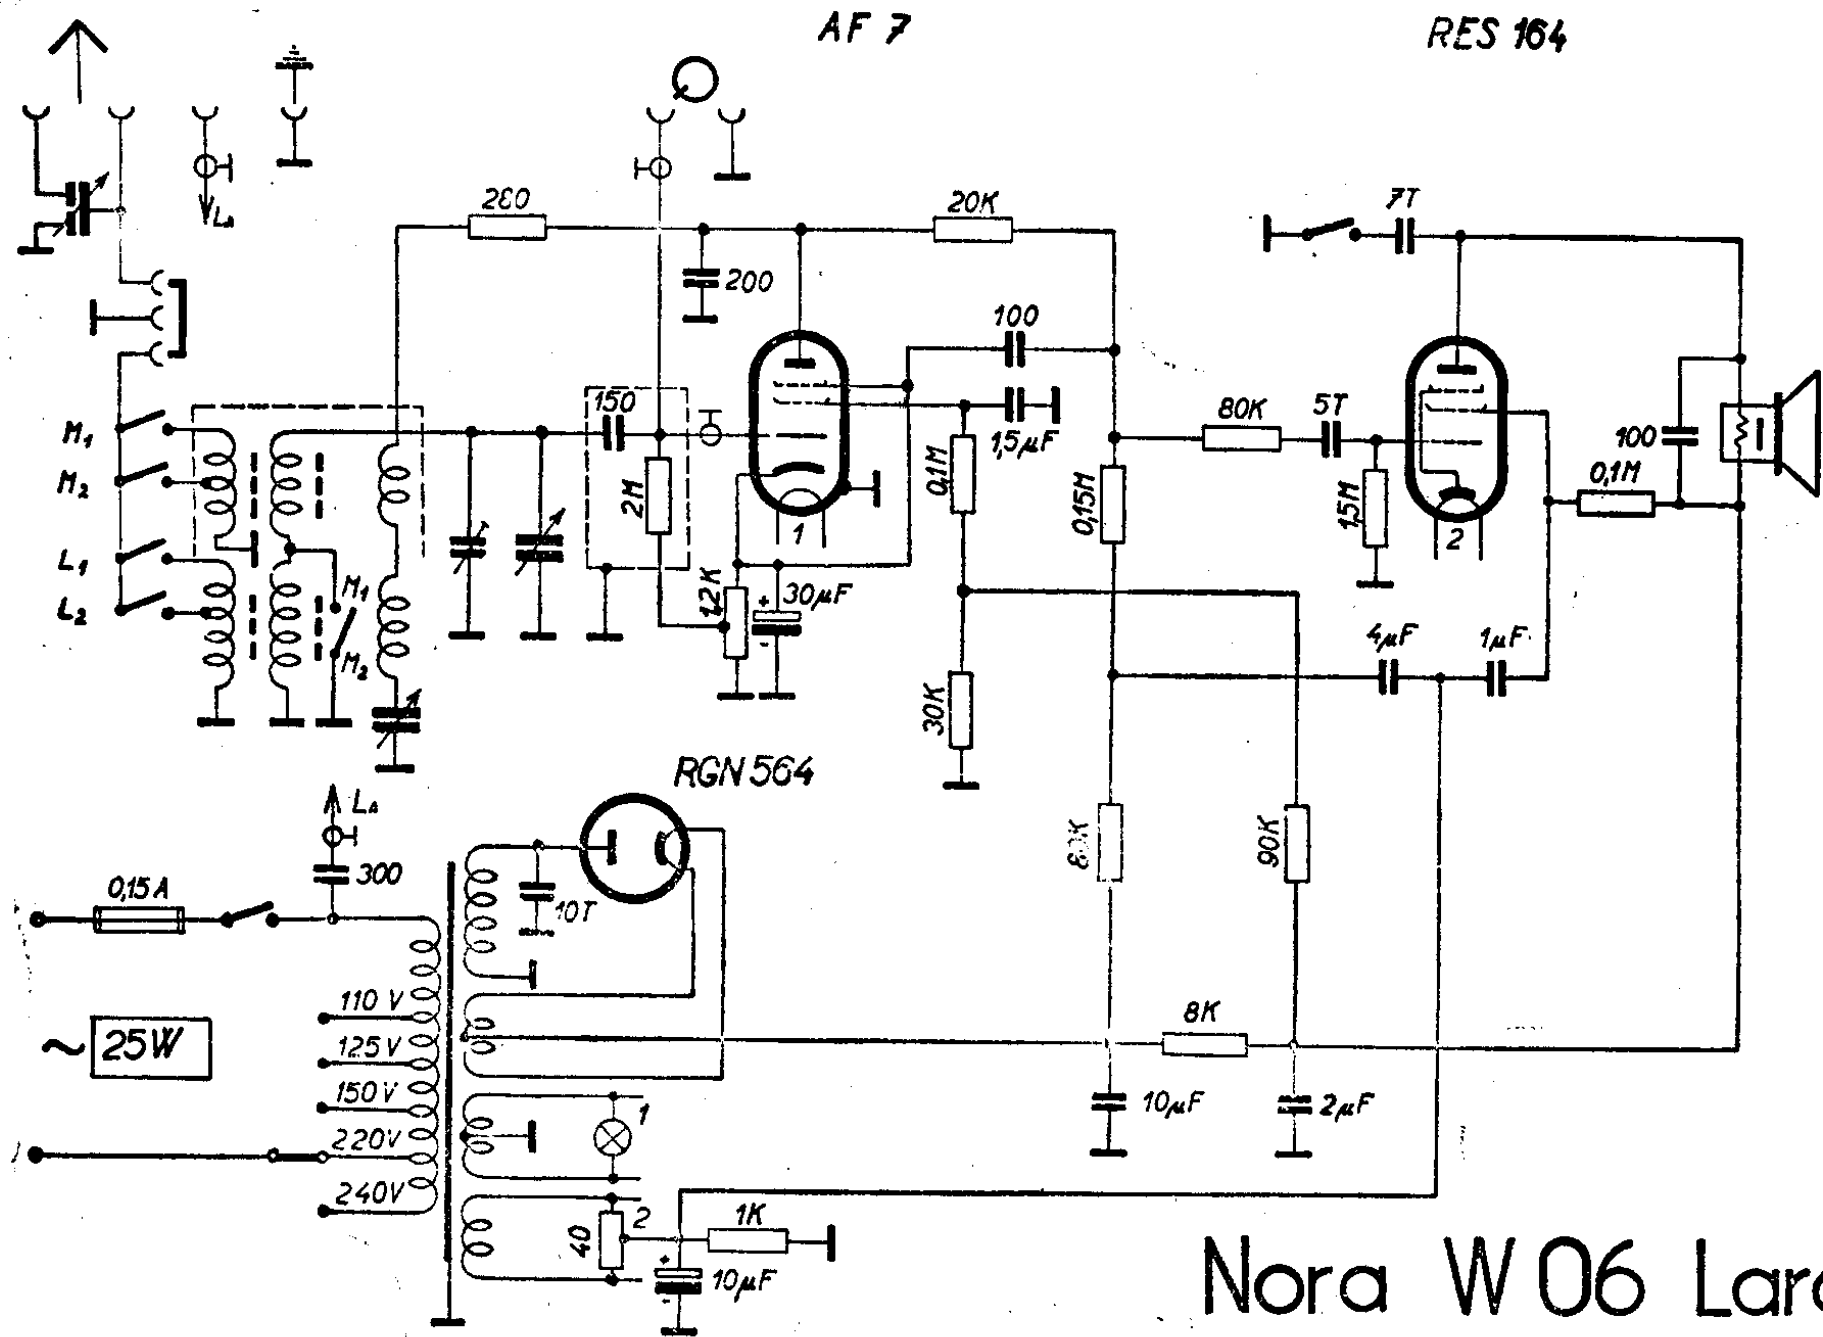 AF 7
RES 164
280
20K
7T
200
100
150
1,5µF
80K
5T
100
0,1M
M₁
M₂
L₁
L₂
2M
0,1M
0,15M
1,5M
1
2
M₁
M₂
1,2K
+
30µF
-
4µF
1µF
30K
RGN 564
300
90K
0,15A
10T
8K
110 V
125 V
150 V
220V
240V
~ 25W
1
10µF
2µF
40
2
1K
+
10µF
-
Nora W 06